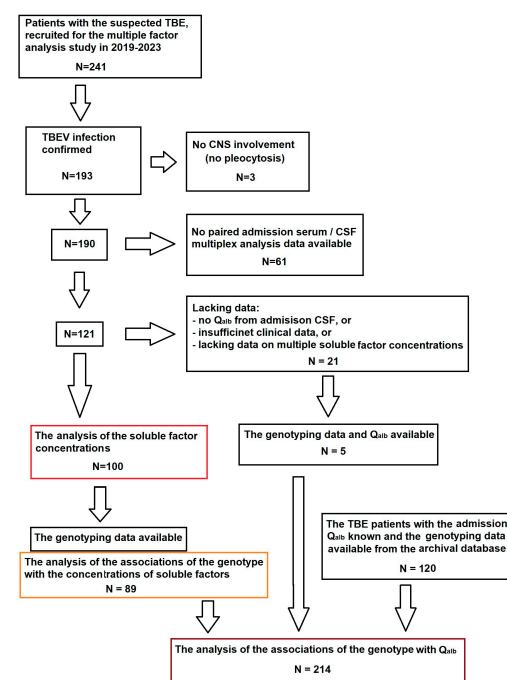 Patients with the suspected TBE,
recruited for the multiple factor
analysis study in 2019-2023
N=241
TBEV infection
confirmed
N=193
No CNS involvement
(no pleocytosis)
N=3
N=190
No paired admission serum / CSF
multiplex analysis data available
N=61
N=121
Lacking data:
- no Qalb from admisison CSF, or
- insufficinet clinical data, or
- lacking data on multiple soluble factor concentrations
N = 21
The analysis of the soluble factor
concentrations
N=100
The genotyping data and Qalb available
N = 5
The genotyping data available
The analysis of the associations of the genotype
with the concentrations of soluble factors
N = 89
The TBE patients with the admission
Qalb known and the genotyping data
available from the archival database
N = 120
The analysis of the associations of the genotype with Qalb
N = 214